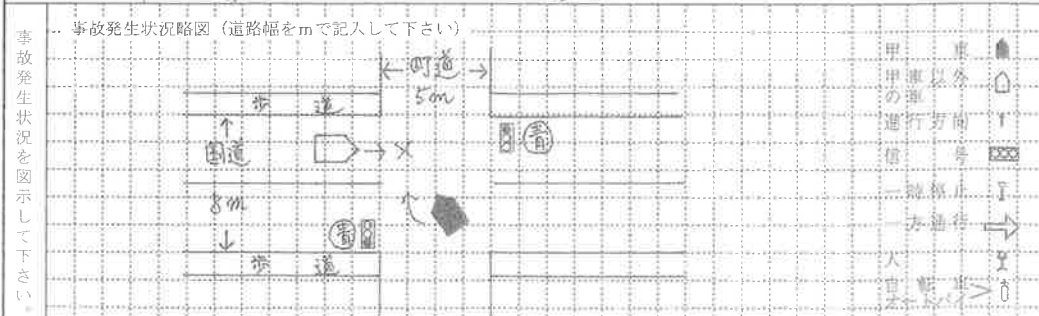 事故発生状況を図示して下さい。
‥ 事故発生状況略図（道路幅をmで記入して下さい）
← 町道 →
5m
歩 道
↑
国道
8m
↓
→ ×
青
青
歩 道
甲 車
甲車以外の車
進行方向
信 号
一時停止
一方通行
人
自転車
オートバイ